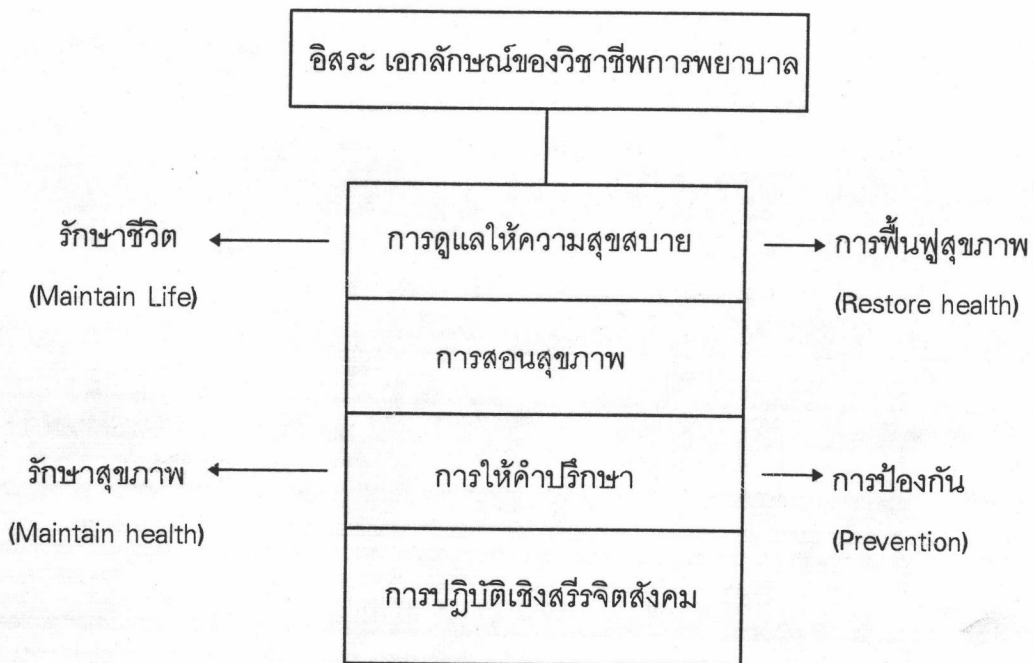 อิสระ เอกลักษณ์ของวิชาชีพการพยาบาล
รักษาชีวิต
(Maintain Life)
การดูแลให้ความสุขสบาย
การฟื้นฟูสุขภาพ
(Restore health)
การสอนสุขภาพ
รักษาสุขภาพ
(Maintain health)
การให้คำปรึกษา
การป้องกัน
(Prevention)
การปฏิบัติเชิงสรีรจิตสังคม